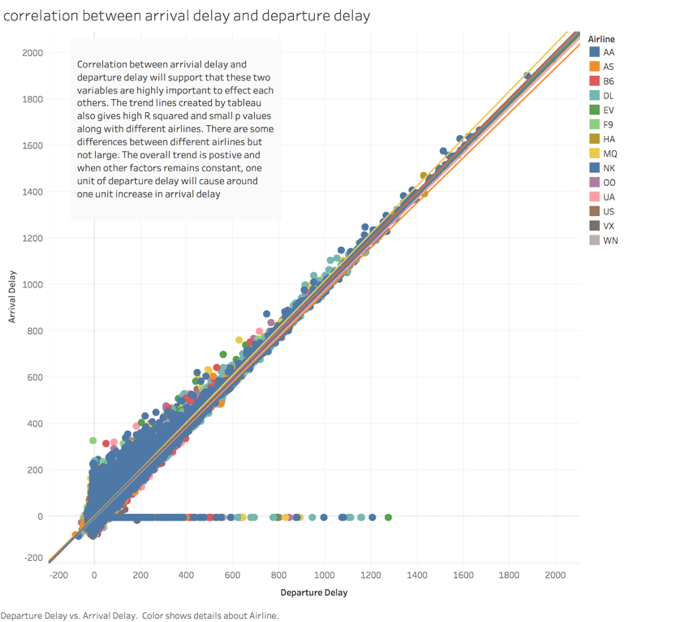 correlation between arrival delay and departure delay
Correlation between arrivial delay and
departure delay will support that these two
variables are highly important to effect each
others. The trend lines created by tableau
also gives high R squared and small p values
along with different airlines. There are some
differences between different airlines but
not large. The overall trend is postive and
when other factors remains constant, one
unit of departure delay will cause around
one unit increase in arrival delay
Airline
AA
AS
B6
DL
EV
F9
HA
MQ
NK
OO
UA
US
VX
WN
Arrival Delay
2000
1800
1600
1400
1200
1000
800
600
400
200
0
-200
-200
0
200
400
600
800
1000
1200
1400
1600
1800
2000
Departure Delay
Departure Delay vs. Arrival Delay. Color shows details about Airline.